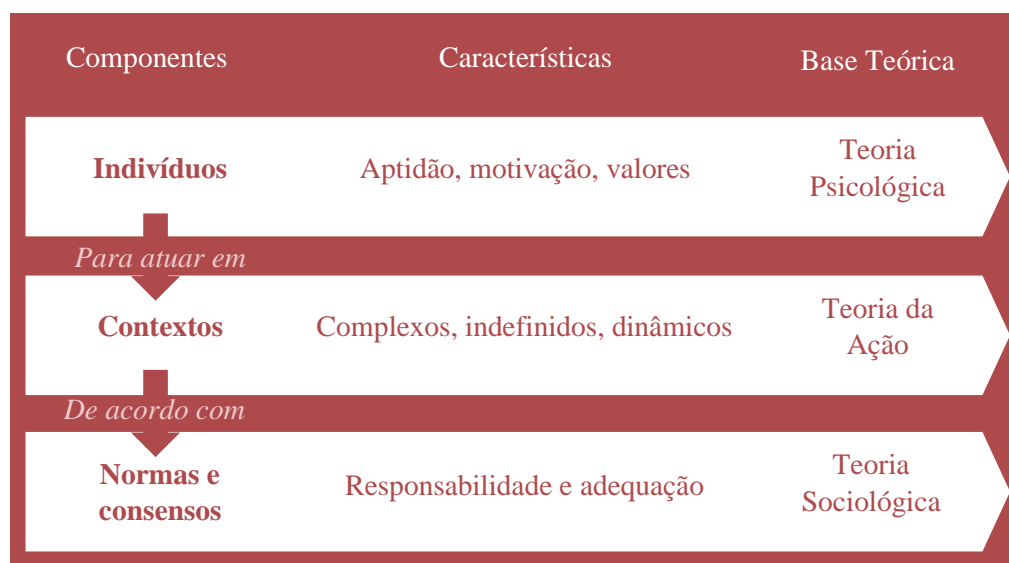 Componentes Características Base Teórica
Indivíduos Aptidão, motivação, valores Teoria
Psicológica
Para atuar em
Contextos Complexos, indefinidos, dinâmicos Teoria da
Ação
De acordo com
Normas e
consensos Responsabilidade e adequação Teoria
Sociológica